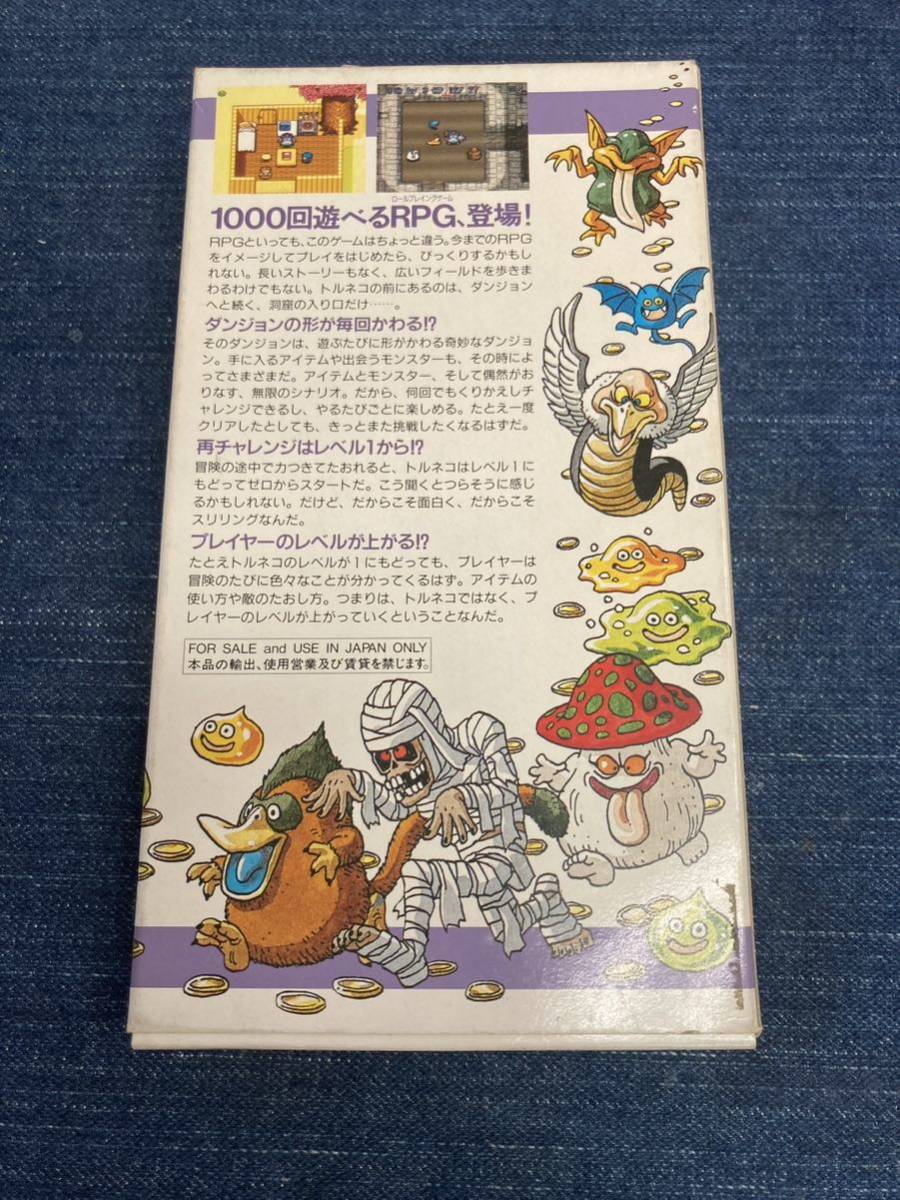 ロールプレイングゲーム
1000回遊べるRPG、登場!
RPGといっても、このゲームはちょっと違う。今までのRPG
をイメージしてプレイをはじめたら、びっくりするかもし
れない。長いストーリーもなく、広いフィールドを歩きま
わるわけでもない。トルネコの前にあるのは、ダンジョン
へと続く、洞窟の入り口だけ……。
ダンジョンの形が毎回かわる!?
そのダンジョンは、遊ぶたびに形がかわる奇妙なダンジョ
ン。手に入るアイテムや出会うモンスターも、その時によ
ってさまざまだ。アイテムとモンスター、そして偶然がお
りなす、無限のシナリオ。だから、何回でもくりかえしチ
ャレンジできるし、やるたびごとに楽しめる。たとえ一度
クリアしたとしても、きっとまた挑戦したくなるはずだ。
再チャレンジはレベル1から!?
冒険の途中で力つきてたおれると、トルネコはレベル1に
もどってゼロからスタートだ。こう聞くとつらそうに感じ
るかもしれない。だけど、だからこそ面白く、だからこそ
スリリングなんだ。
プレイヤーのレベルが上がる!?
たとえトルネコのレベルが1にもどっても、プレイヤーは
冒険のたびに色々なことが分かってくるはず。アイテムの
使い方や敵のたおし方。つまりは、トルネコではなく、プ
レイヤーのレベルが上がっていくということなんだ。
FOR SALE and USE IN JAPAN ONLY
本品の輸出、使用営業及び賃貸を禁じます。